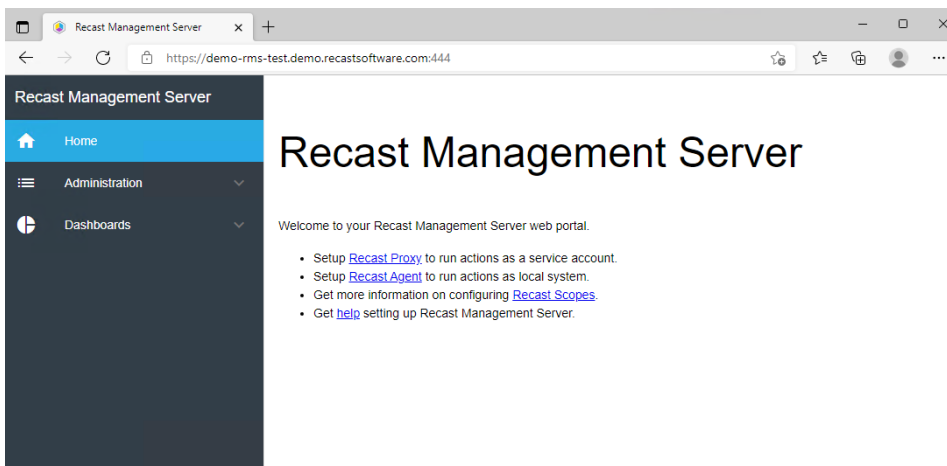 Recast Management Server
https://demo-rms-test.demo.recastsoftware.com:444
Recast Management Server
Home
Administration
Dashboards
Recast Management Server
Welcome to your Recast Management Server web portal.
Setup Recast Proxy to run actions as a service account.
Setup Recast Agent to run actions as local system.
Get more information on configuring Recast Scopes.
Get help setting up Recast Management Server.